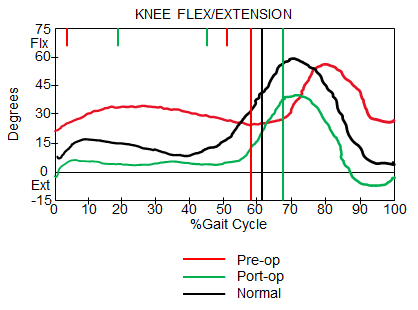 KNEE FLEX/EXTENSION
75
Flx
60
45
30
15
0
Ext
-15
0 10 20 30 40 50 60 70 80 90 100
%Gait Cycle
Degrees
Pre-op
Port-op
Normal